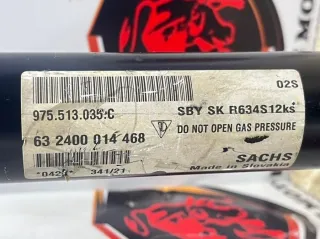 02S
975.513.035.C
SBY SK R634S12ks
DO NOT OPEN GAS PRESSURE
63 2400 014 468
SACHS
Made in Slovakia
341/21